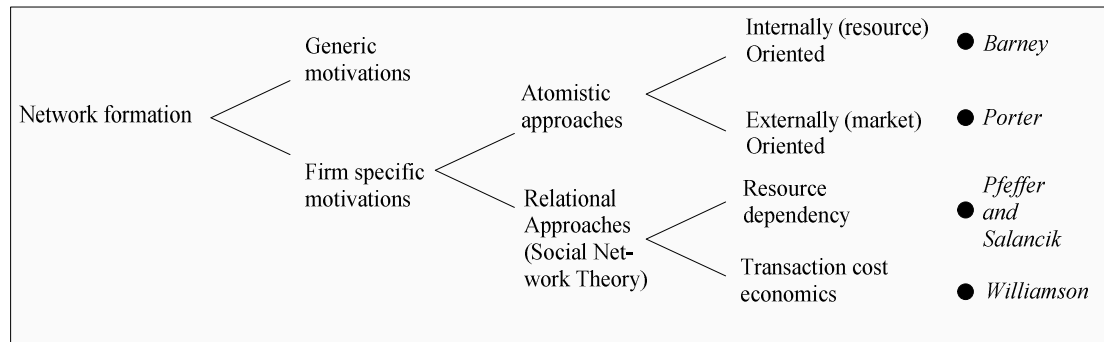 Network formation
Generic
motivations
Firm specific
motivations
Atomistic
approaches
Relational
Approaches
(Social Net-
work Theory)
Internally (resource)
Oriented
Externally (market)
Oriented
Resource
dependency
Transaction cost
economics
Barney
Porter
Pfeffer
and
Salancik
Williamson